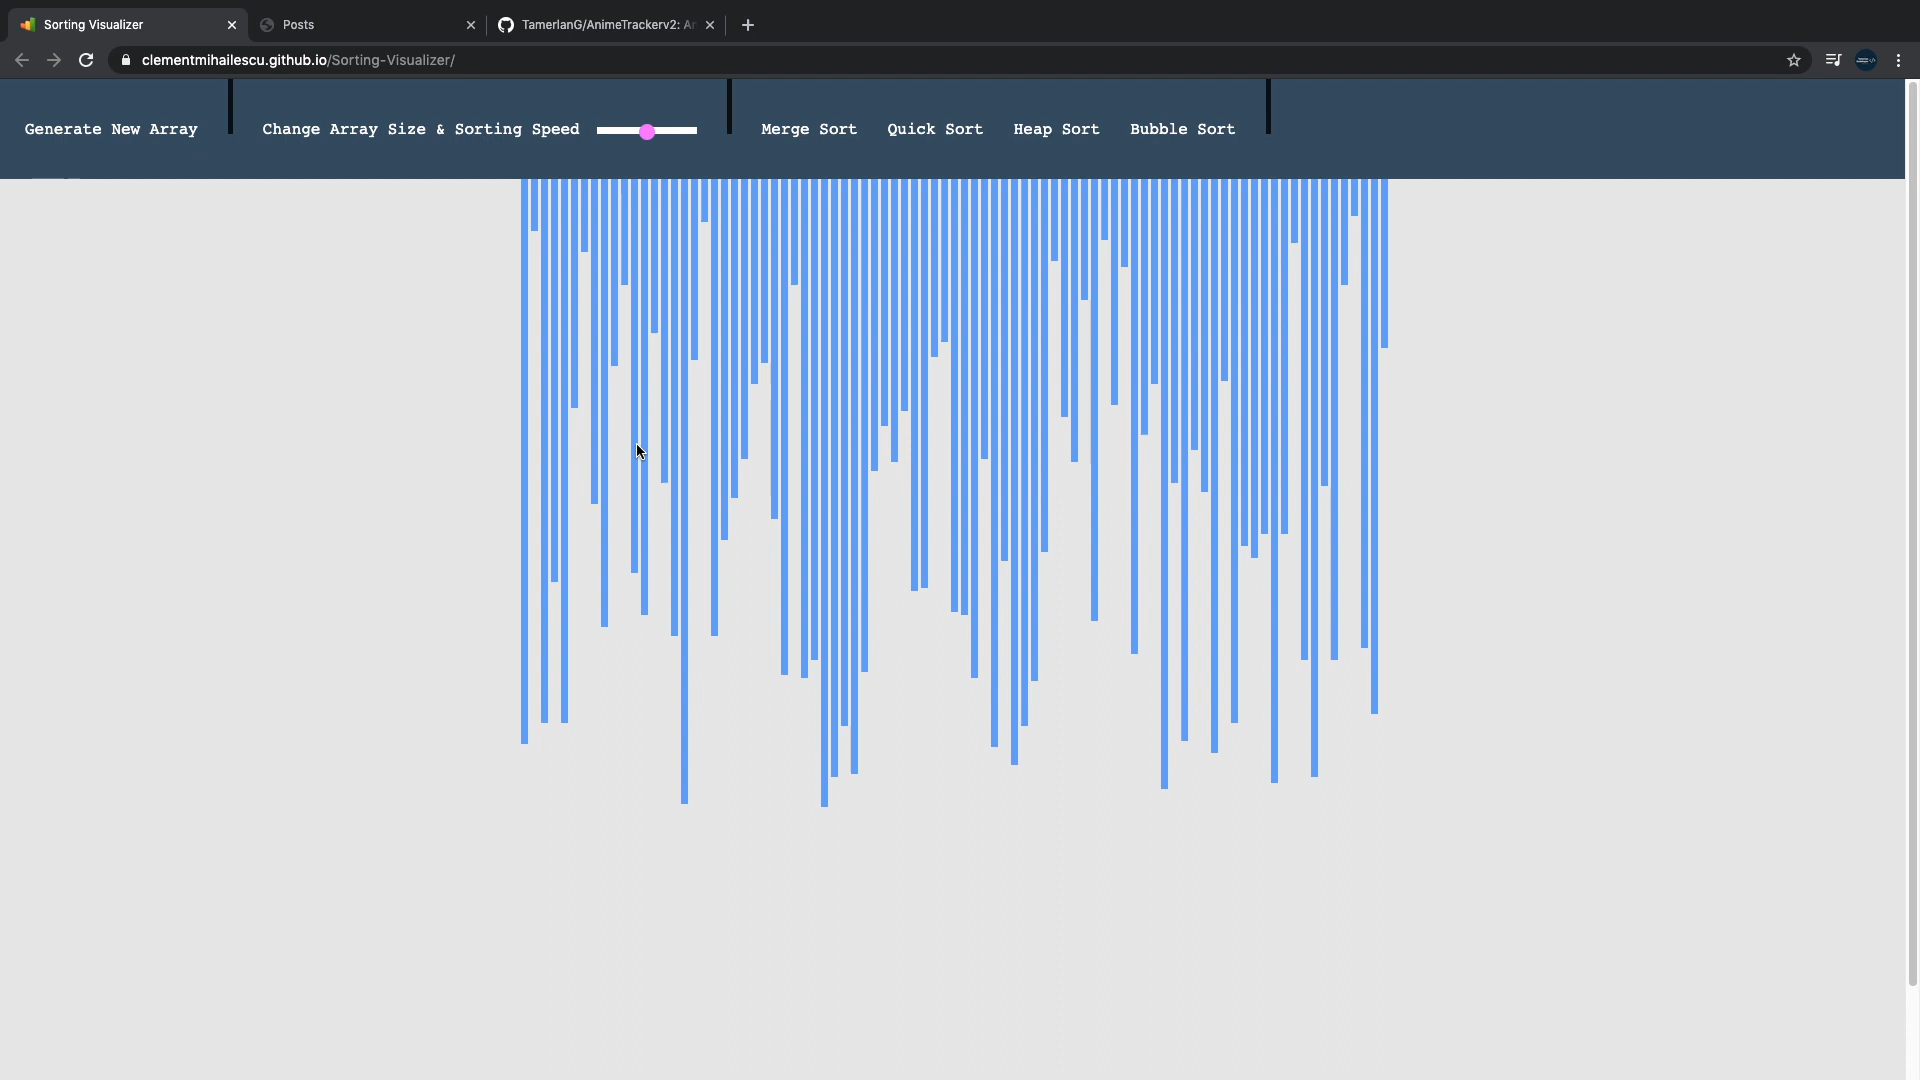 Sorting Visualizer
Posts
TamerlanG/AnimeTrackerv2: Ar
clementmihailescu.github.io/Sorting-Visualizer/
Generate New Array
Change Array Size & Sorting Speed
Merge Sort
Quick Sort
Heap Sort
Bubble Sort